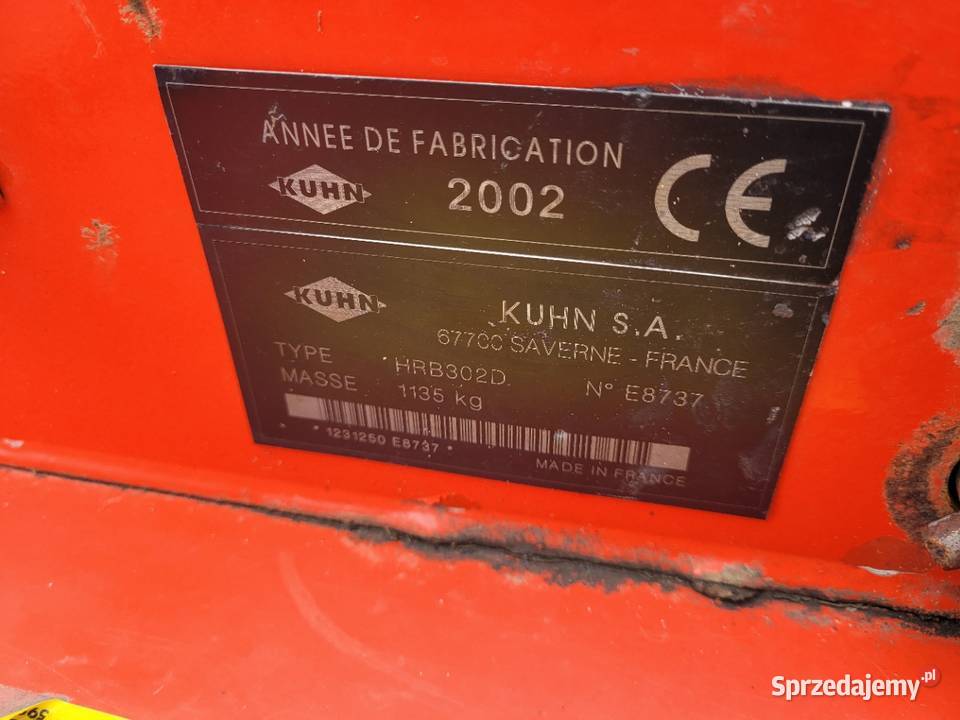 ANNEE DE FABRICATION
KUHN
2002
CE
KUHN
KUHN S.A.
67700 SAVERNE - FRANCE
TYPE HRB302D N° E8737
MASSE 1135 kg
* 1231250 E8737 *
MADE IN FRANCE
Sprzedajemy.pl